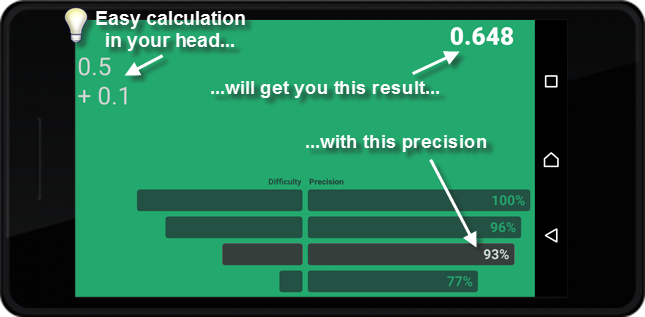 Easy calculation
in your head...
0.648
0.5
+ 0.1
...will get you this result...
...with this precision
Difficulty Precision
100%
96%
93%
77%